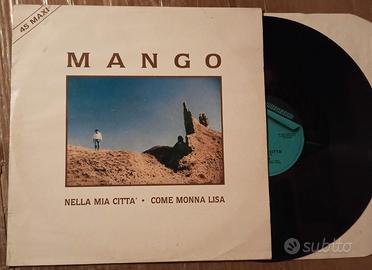 45 MAXI
MANGO
NELLA MIA CITTA' • COME MONNA LISA
subito